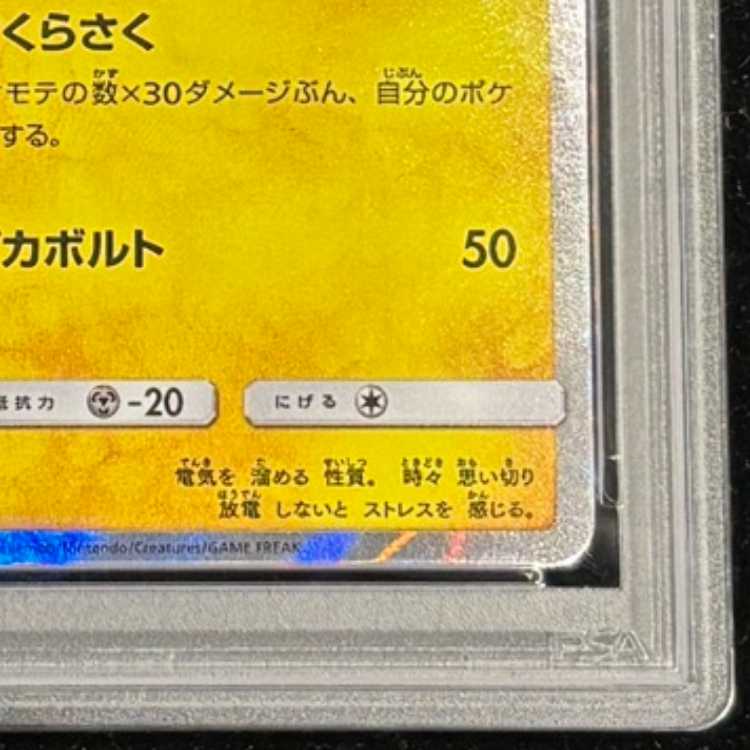 くらさく
モテの数×30ダメージぶん、自分のポケ
する。
カボルト 50
抵抗力 -20 にげる
電気を 溜める 性質。 時々 思い切り
放電 しないと ストレスを 感じる。
Nintendo/Creatures/GAME FREAK
PSA